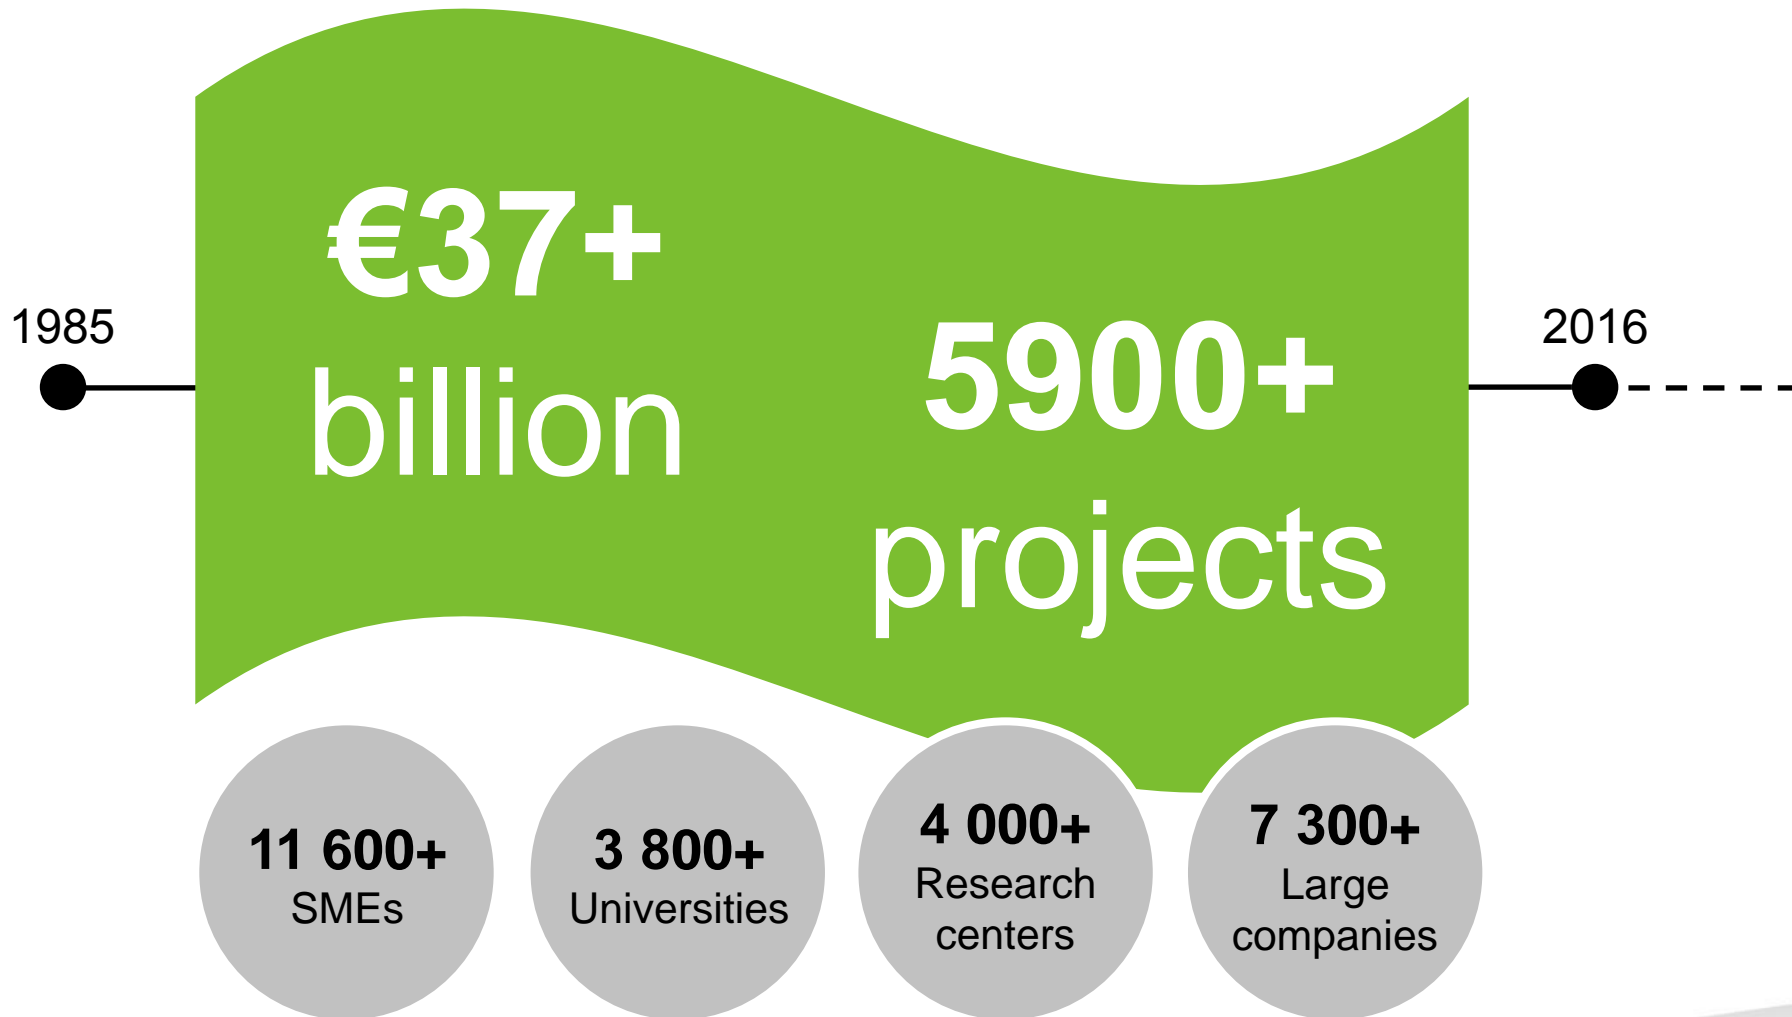 1985
€37+
billion
5900+
projects
2016
11 600+
SMEs
3 800+
Universities
4 000+
Research
centers
7 300+
Large
companies